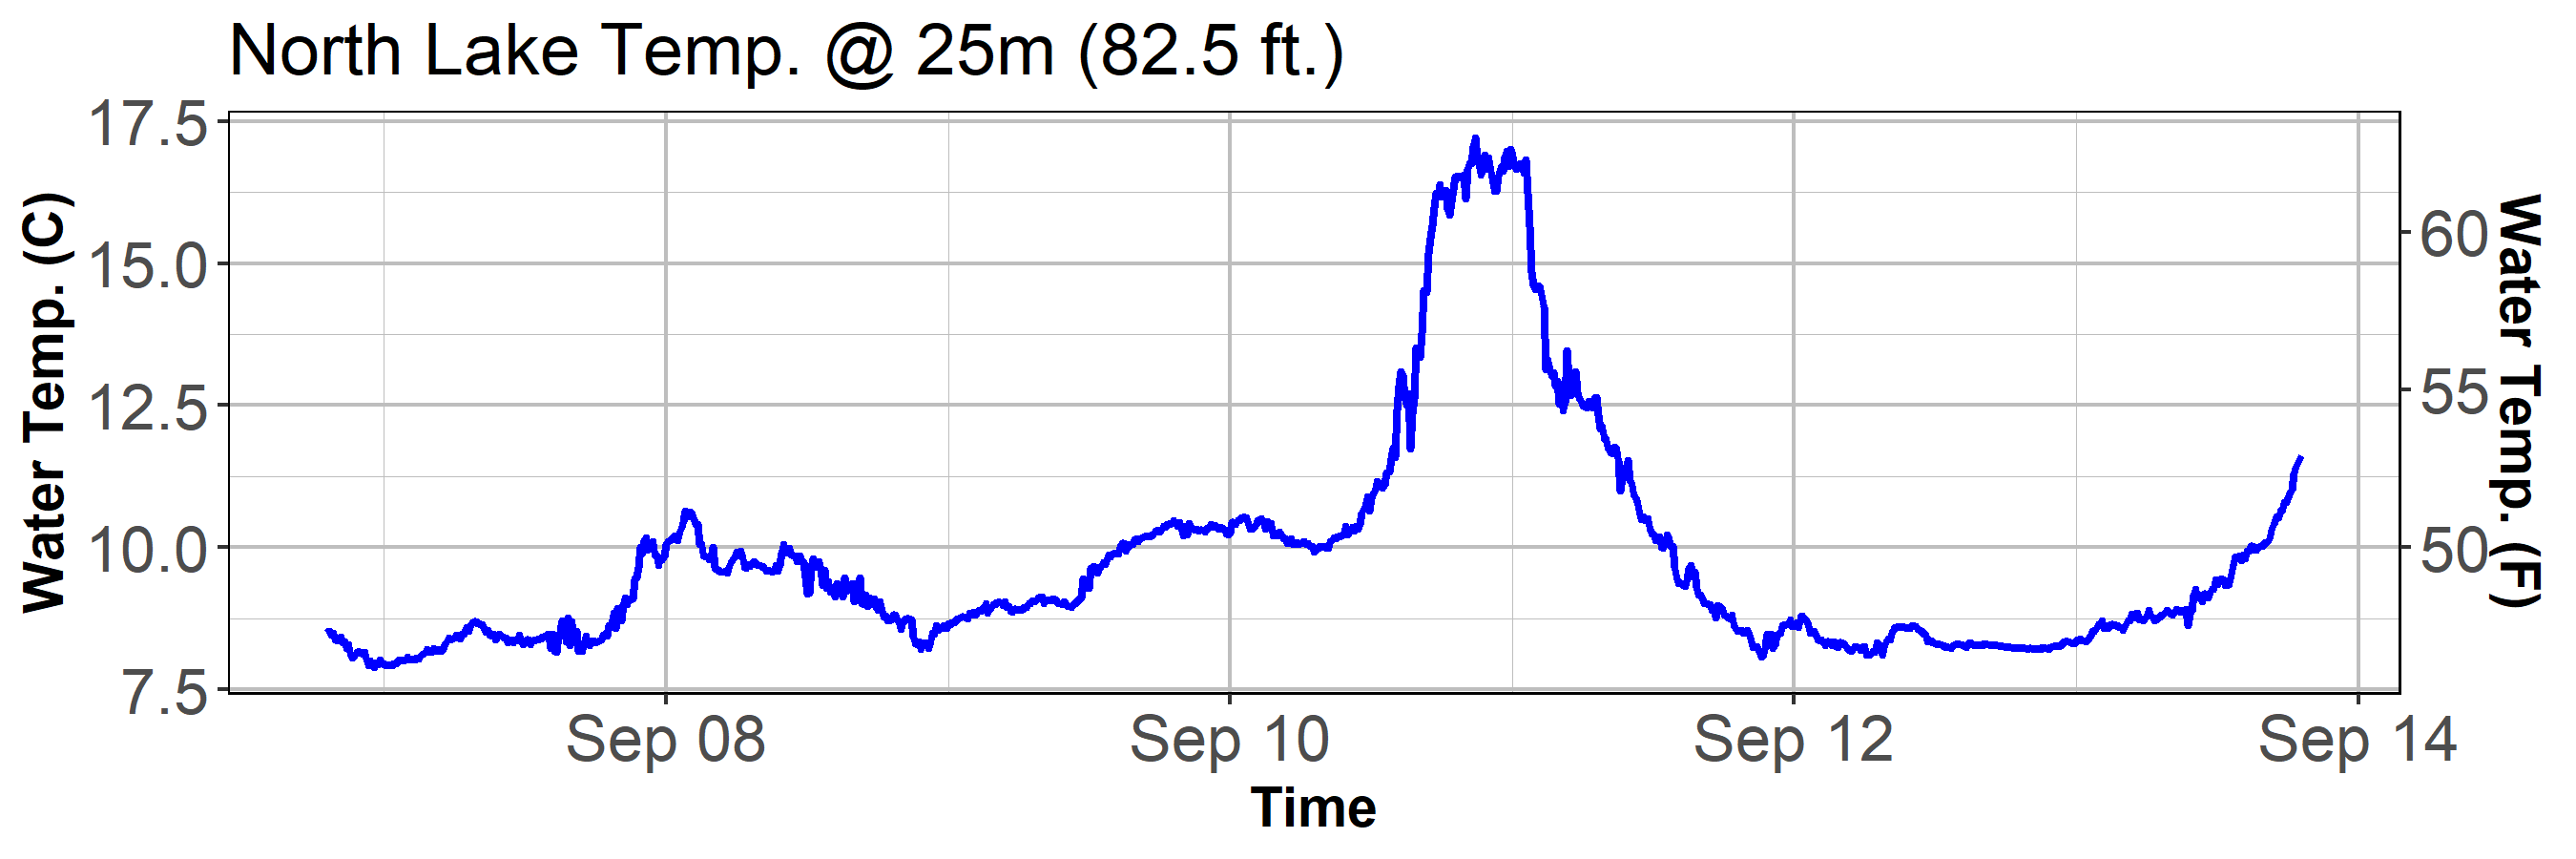 North Lake Temp. @ 25m (82.5 ft.)
Water Temp. (C)
17.5
15.0
12.5
10.0
7.5
60
55
50
Water Temp. (F)
Sep 08 Sep 10 Sep 12 Sep 14
Time